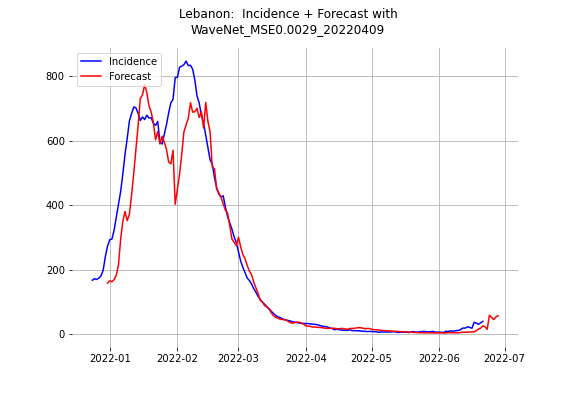 Lebanon:  Incidence + Forecast with
WaveNet_MSE0.0029_20220409
Incidence
Forecast
800
600
400
200
0
2022-01 2022-02 2022-03 2022-04 2022-05 2022-06 2022-07